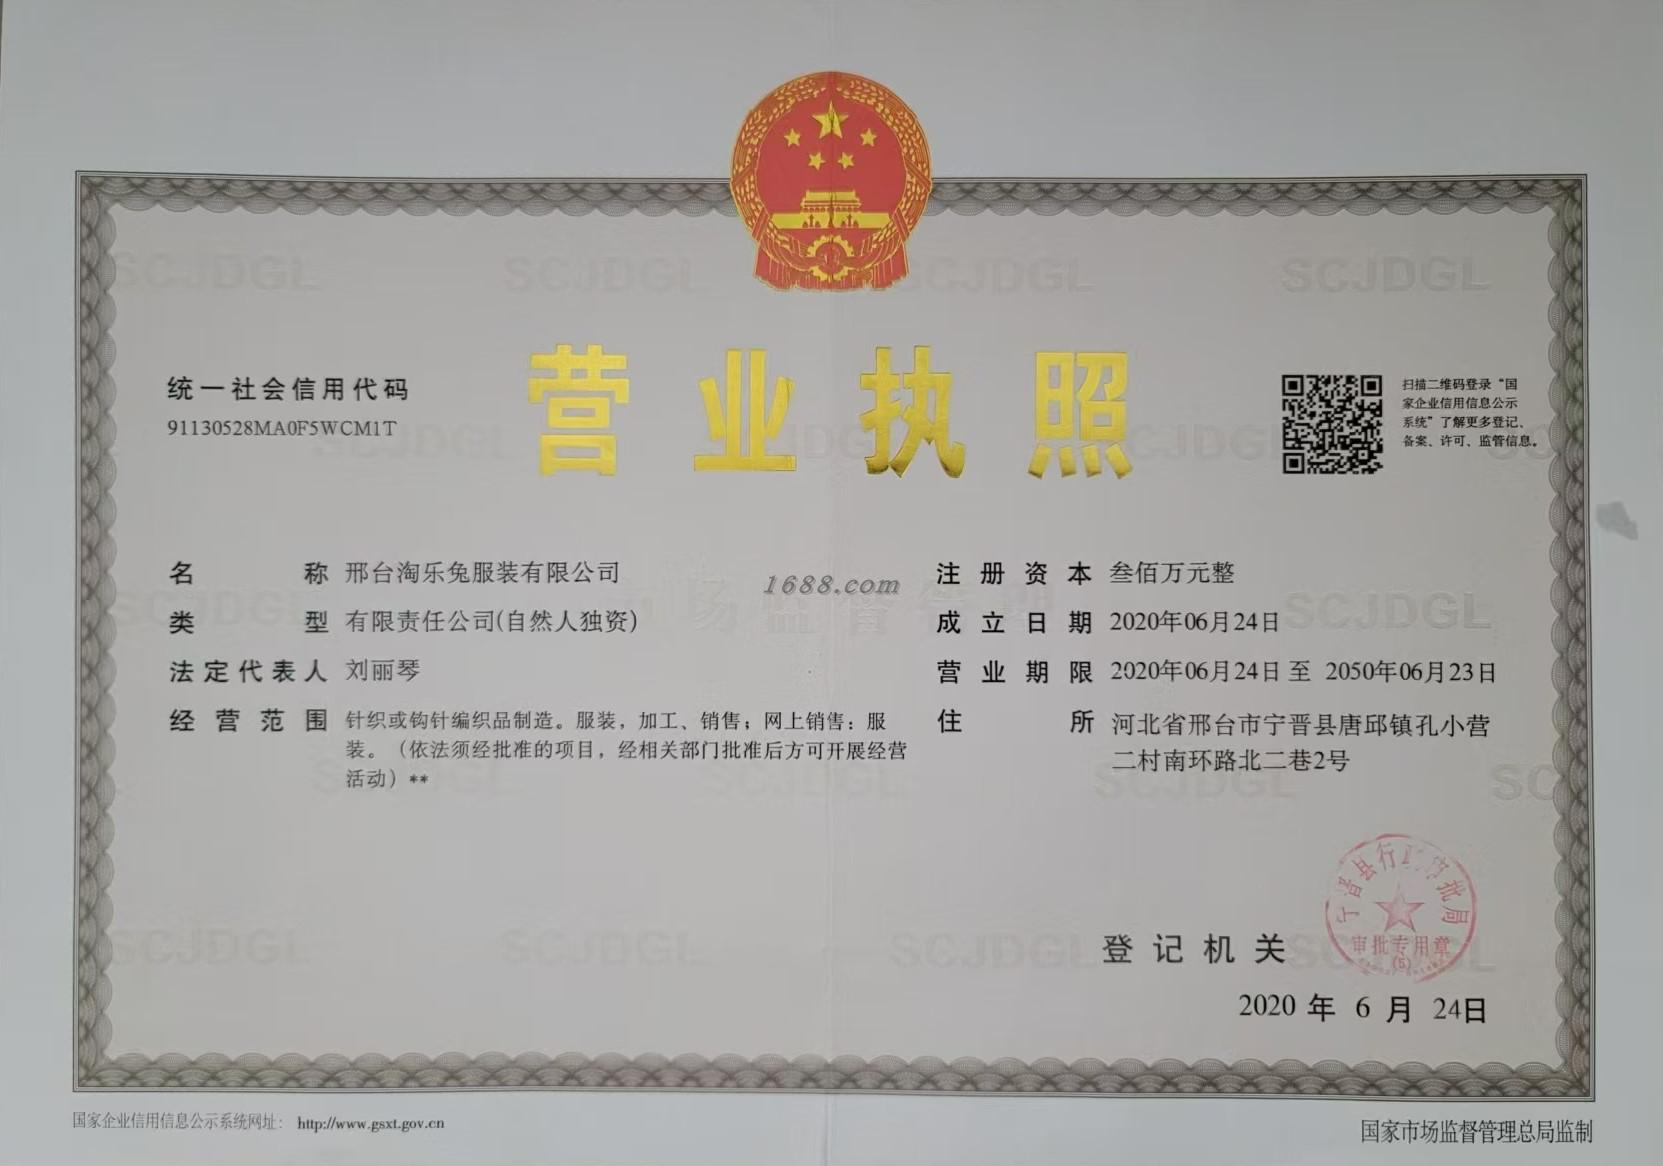 统一社会信用代码
91130528MA0F5WCM1T
营业执照
扫描二维码登录“国
家企业信用信息公示
系统”了解更多登记、
备案、许可、监管信息。
名称 邢台淘乐兔服装有限公司
类型 有限责任公司(自然人独资)
法定代表人 刘丽琴
经营范围 针织或钩针编织品制造。服装，加工、销售；网上销售：服
装。（依法须经批准的项目，经相关部门批准后方可开展经营
活动）**
1688.com
注册资本 叁佰万元整
成立日期 2020年06月24日
营业期限 2020年06月24日 至 2050年06月23日
住所 河北省邢台市宁晋县唐邱镇孔小营
二村南环路北二巷2号
宁晋县行政审批局
审批专用章
(5)
登记机关
2020 年 6 月 24日
国家企业信用信息公示系统网址： http://www.gsxt.gov.cn
国家市场监督管理总局监制